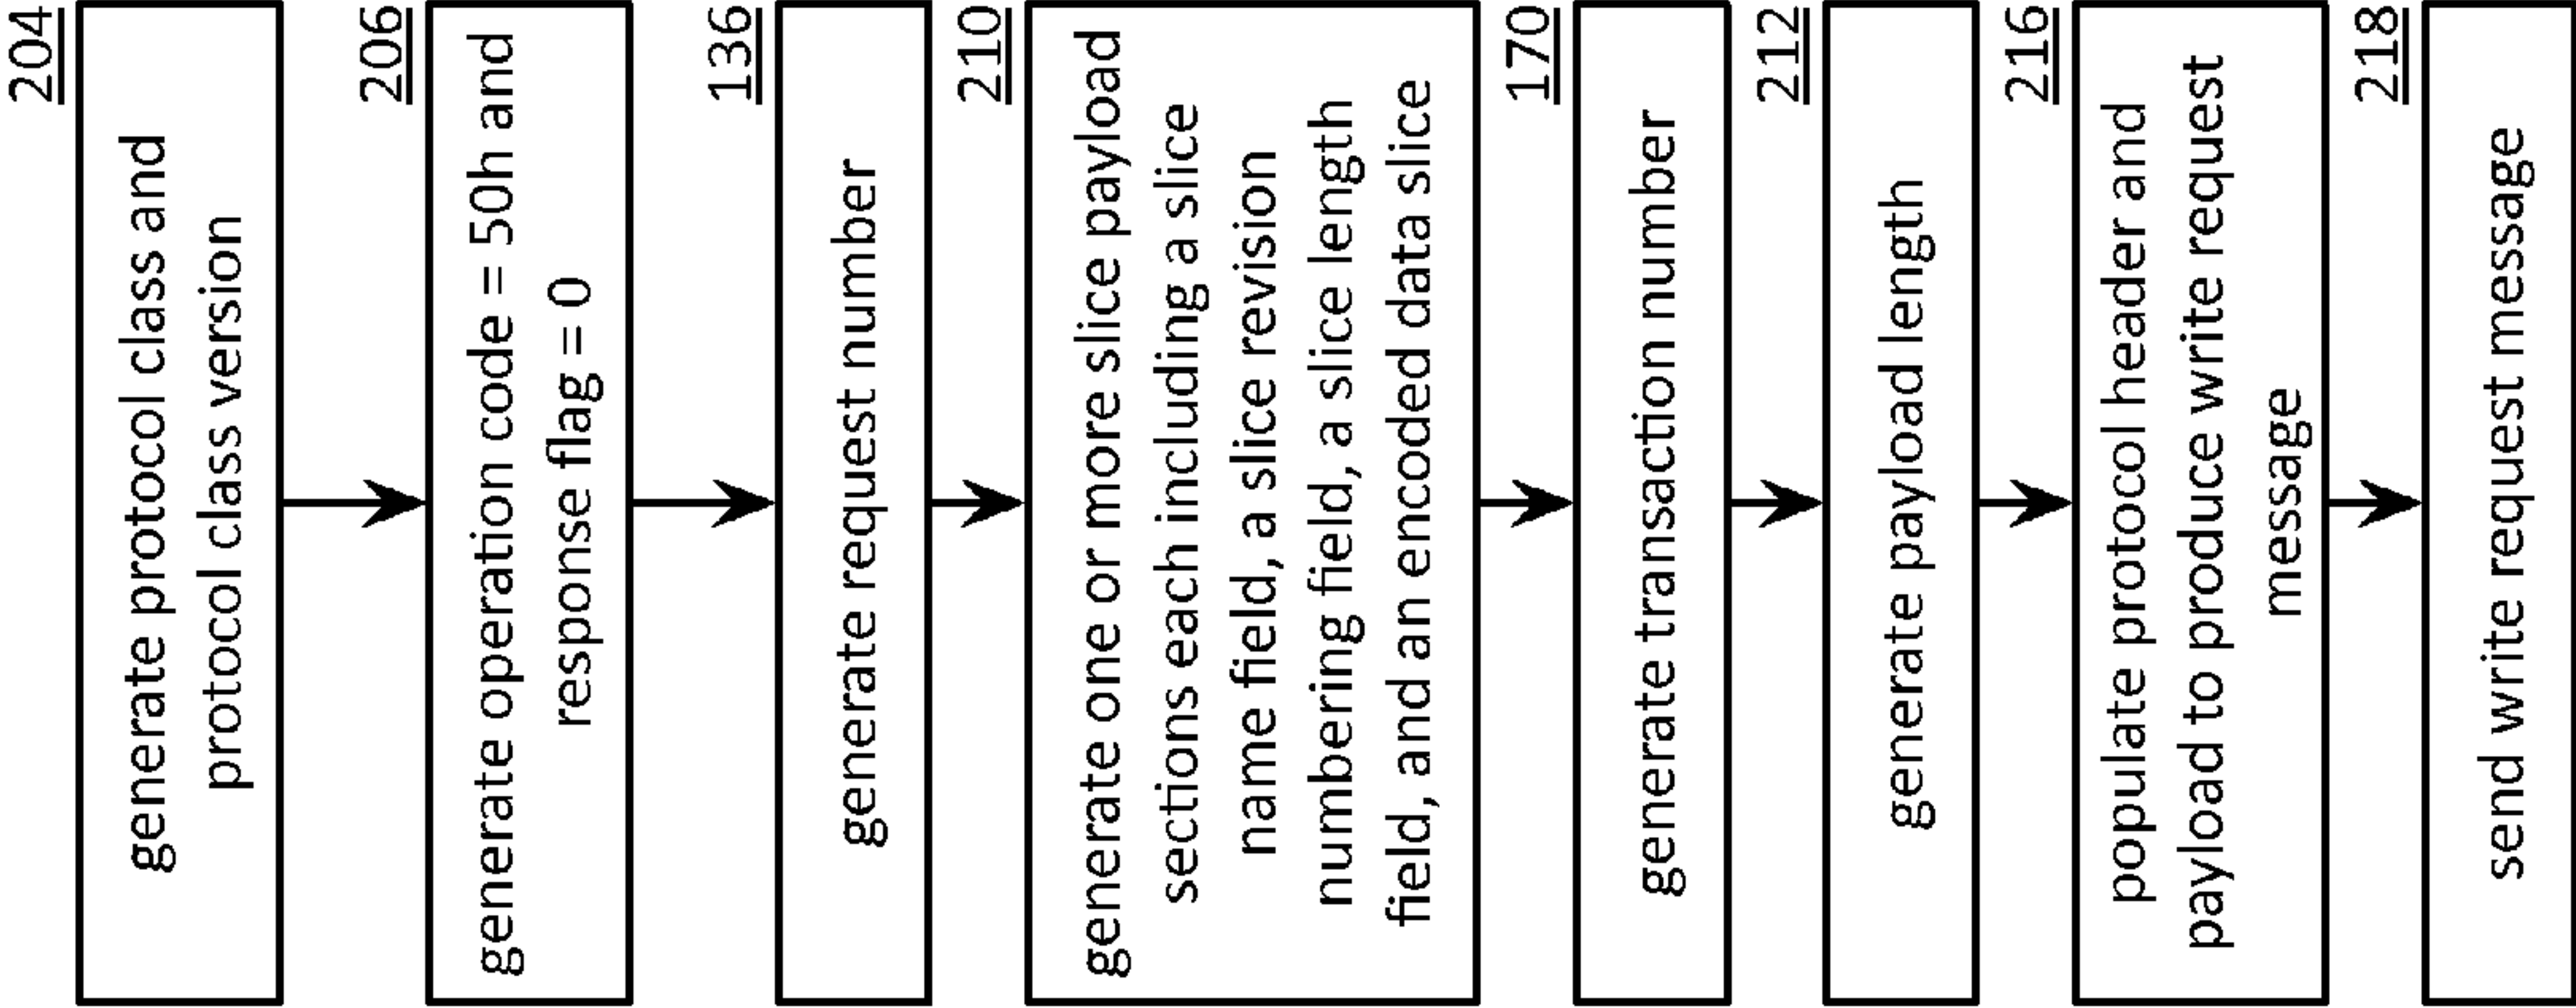 204
generate protocol class and
protocol class version
206
generate operation code = 50h and
response flag = 0
136
generate request number
210
generate one or more slice payload
sections each including a slice
name field, a slice revision
numbering field, a slice length
field, and an encoded data slice
170
generate transaction number
212
generate payload length
216
populate protocol header and
payload to produce write request
message
218
send write request message